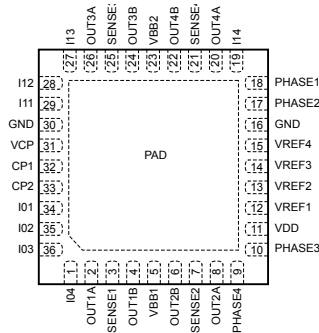 I13
OUT3A
SENSE3
OUT3B
VBB2
OUT4B
SENSE4
OUT4A
I14
27 26 25 24 23 22 21 20 19
I12 28
I11 29
GND 30
VCP 31
CP1 32
CP2 33
I01 34
I02 35
I03 36
PAD
18 PHASE1
17 PHASE2
16 GND
15 VREF4
14 VREF3
13 VREF2
12 VREF1
11 VDD
10 PHASE3
1 2 3 4 5 6 7 8 9
I04
OUT1A
SENSE1
OUT1B
VBB1
OUT2B
SENSE2
OUT2A
PHASE4